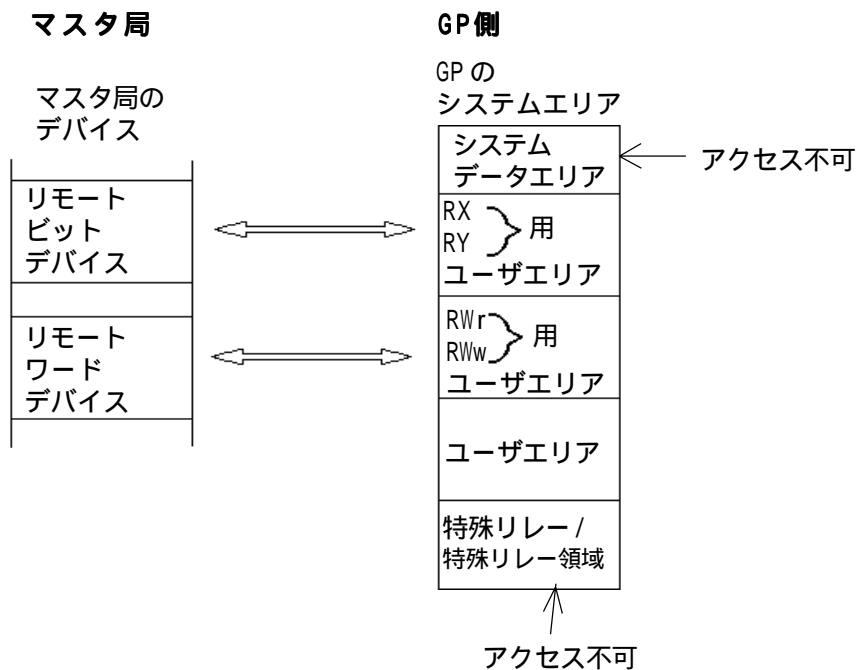 マスタ局
GP側
マスタ局の
デバイス
GPの
システムエリア
リモート
ビット
デバイス
リモート
ワード
デバイス
システム
データエリア
アクセス不可
RX
RY
用
ユーザエリア
RWr
RWw
用
ユーザエリア
ユーザエリア
特殊リレー/
特殊リレー領域
アクセス不可